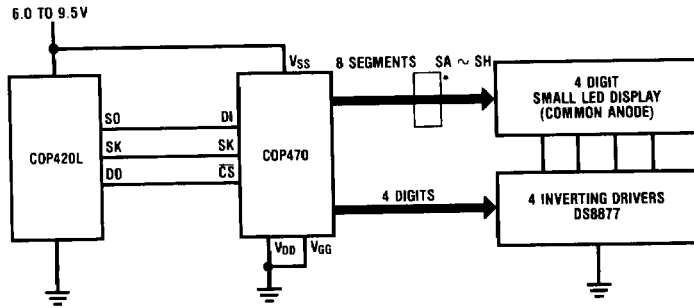 6.0 TO 9.5V
VSS
8 SEGMENTS SA ~ SH
*
4 DIGIT
SMALL LED DISPLAY
(COMMON ANODE)
SO DI
SK SK
COP420L COP470
DO C̅S̅
4 DIGITS
4 INVERTING DRIVERS
DS8877
VDD VGG